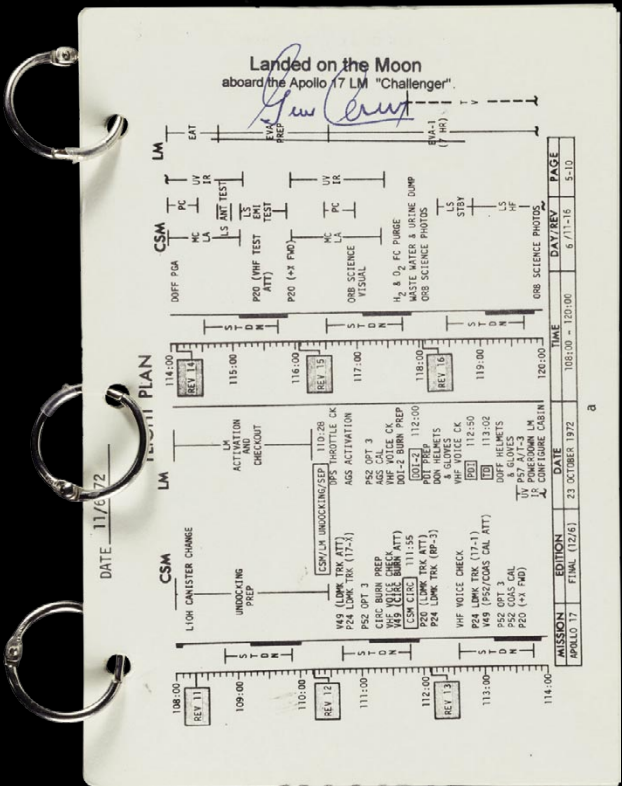 Landed on the Moon
aboard the Apollo 17 LM "Challenger".
Gene Cernan
DATE 11/6/72
FLIGHT PLAN
CSM
LM
108:00
REV 11
109:00
110:00
REV 12
111:00
112:00
REV 13
113:00
114:00
STDN
STDN
STDN
LiOH CANISTER CHANGE
UNDOCKING
PREP
LM
ACTIVATION
AND
CHECKOUT
CSM/LM UNDOCKING/SEP 110:28
V49 (LDMK TRK ATT)
P24 LDMK TRK (17-X)
P52 OPT 3
CIRC BURN PREP
VHF VOICE CHECK
V49 (CIRC BURN ATT)
CSM CIRC 111:55
P20 (LDMK TRK ATT)
P24 LDMK TRK (RP-3)
VHF VOICE CHECK
P24 LDMK TRK (17-1)
V49 (P52/COAS CAL ATT)
P52 OPT 3
P52 COAS CAL
P20 (+X FWD)
DPS THROTTLE CK
AGS ACTIVATION
P52 OPT 3
AGS CAL
VHF VOICE CK
DOI-2 BURN PREP
DOI-2 112:00
PDI PREP
DON HELMETS
& GLOVES
VHF VOICE CK
PDI 112:50
TD 113:02
DOFF HELMETS
& GLOVES
UV P57 A/T-3
IR POWERDOWN LM
CONFIGURE CABIN
CSM
LM
114:00
REV 14
115:00
116:00
REV 15
117:00
118:00
REV 16
119:00
120:00
STDN
STDN
STDN
DOFF PGA
MC
LA
PC
UV
IR
LS
ANT TEST
P20 (VHF TEST
ATT)
LS
EMI
TEST
P20 (+X FWD)
MC
LA
PC
UV
IR
ORB SCIENCE
VISUAL
H2 & O2 FC PURGE
WASTE WATER & URINE DUMP
ORB SCIENCE PHOTOS
LS
STBY
LS
HF
ORB SCIENCE PHOTOS
EAT
EVA
PREP
EVA-1
(7 HR)
TV
MISSION EDITION DATE TIME DAY/REV PAGE
APOLLO 17 FINAL (12/6) 23 OCTOBER 1972 108:00 - 120:00 6/11-16 5-10
a